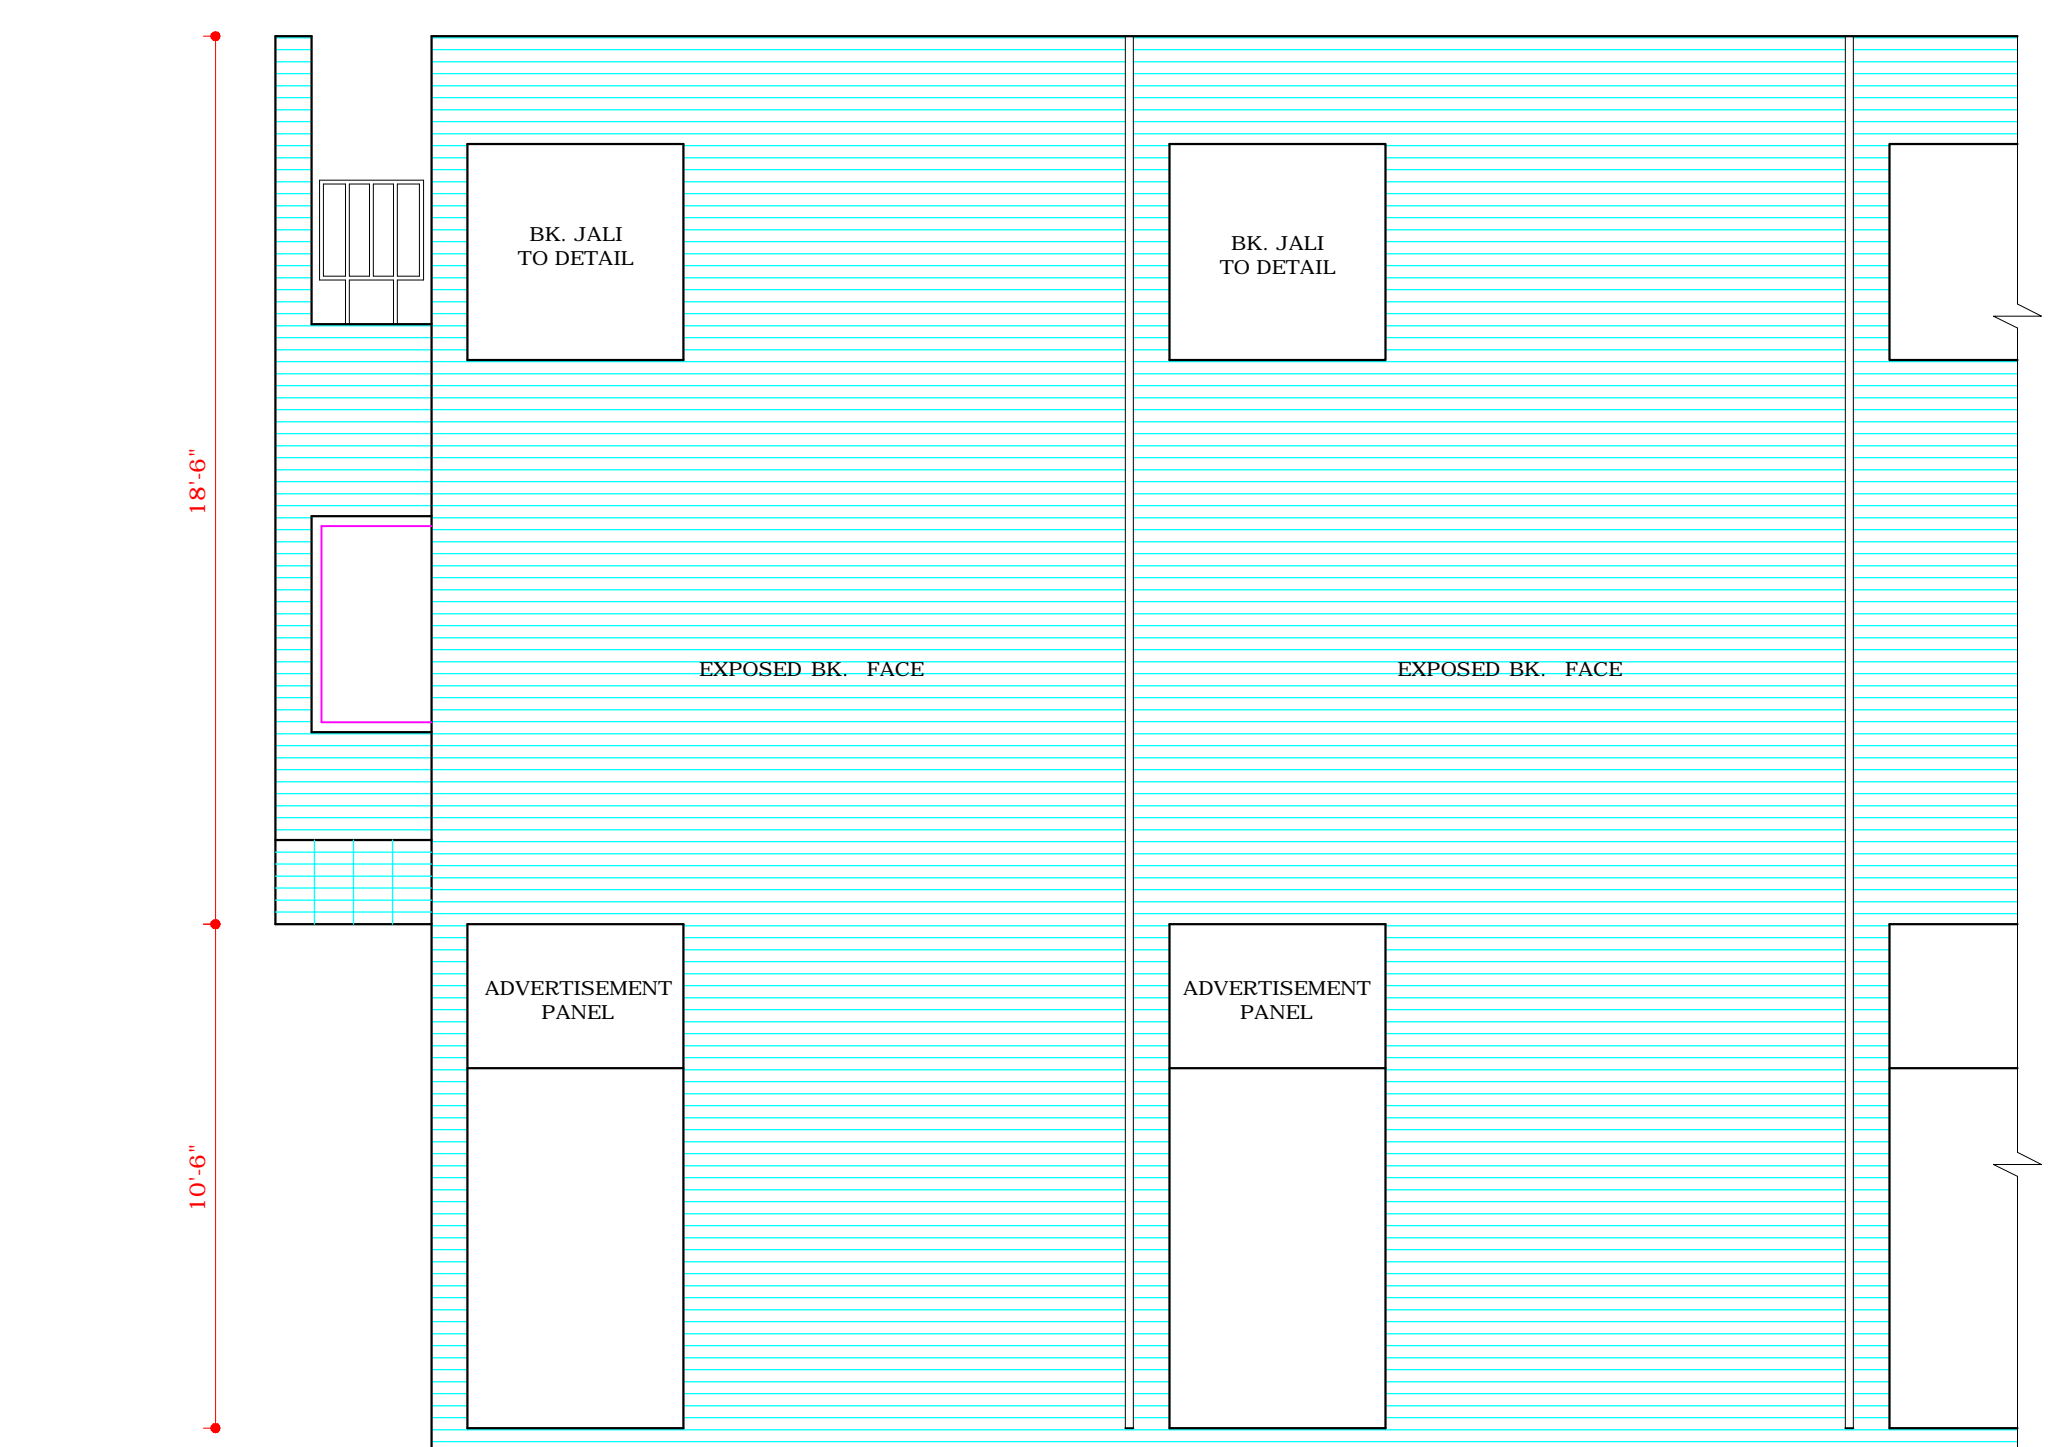 BK. JALI
TO DETAIL
BK. JALI
TO DETAIL
18'-6"
EXPOSED BK. FACE
EXPOSED BK. FACE
ADVERTISEMENT
PANEL
ADVERTISEMENT
PANEL
10'-6"